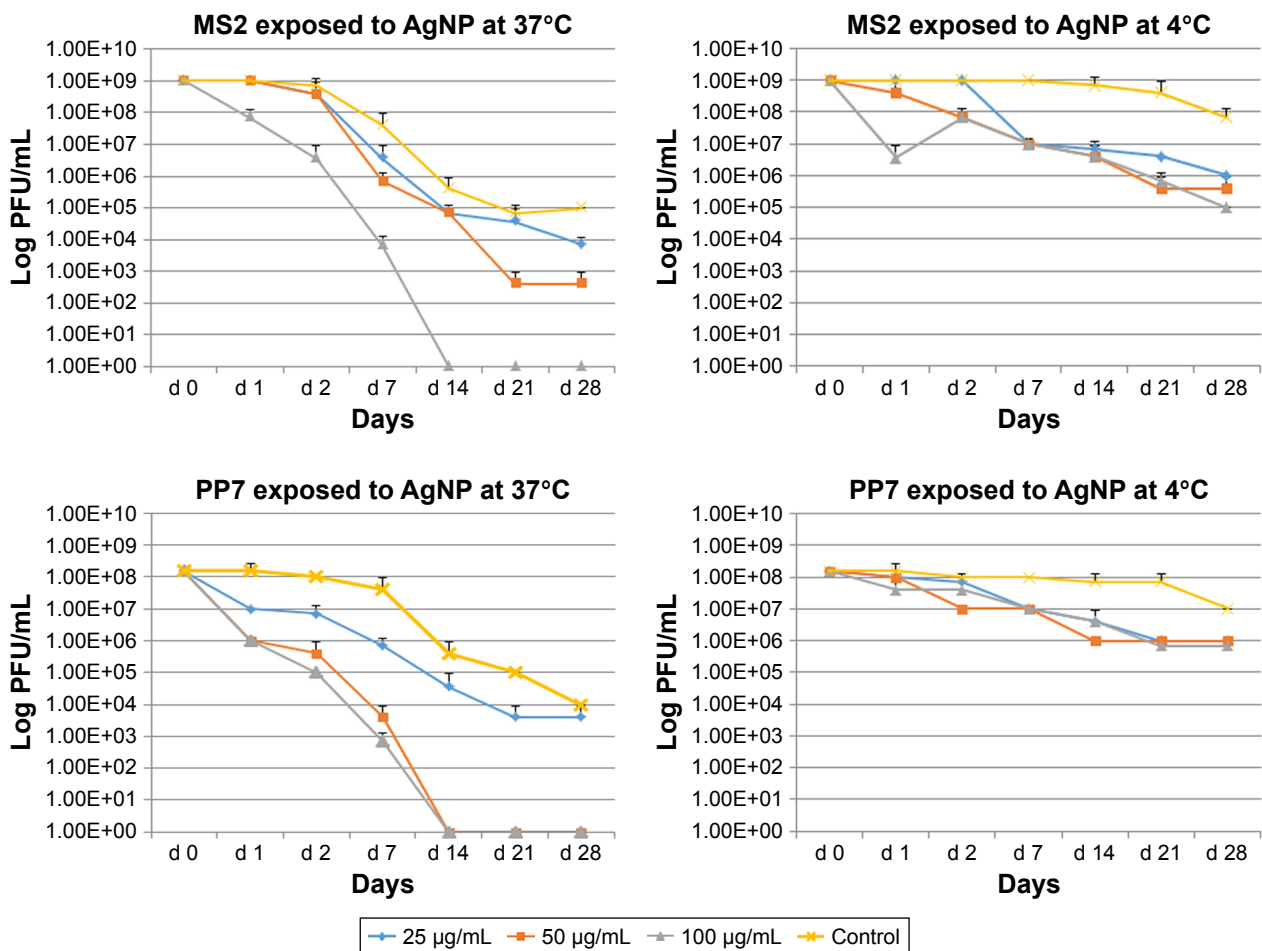 MS2 exposed to AgNP at 37°C
Log PFU/mL
1.00E+10
1.00E+09
1.00E+08
1.00E+07
1.00E+06
1.00E+05
1.00E+04
1.00E+03
1.00E+02
1.00E+01
1.00E+00
d 0 d 1 d 2 d 7 d 14 d 21 d 28
Days
MS2 exposed to AgNP at 4°C
Log PFU/mL
1.00E+10
1.00E+09
1.00E+08
1.00E+07
1.00E+06
1.00E+05
1.00E+04
1.00E+03
1.00E+02
1.00E+01
1.00E+00
d 0 d 1 d 2 d 7 d 14 d 21 d 28
Days
PP7 exposed to AgNP at 37°C
Log PFU/mL
1.00E+10
1.00E+09
1.00E+08
1.00E+07
1.00E+06
1.00E+05
1.00E+04
1.00E+03
1.00E+02
1.00E+01
1.00E+00
d 0 d 1 d 2 d 7 d 14 d 21 d 28
Days
PP7 exposed to AgNP at 4°C
Log PFU/mL
1.00E+10
1.00E+09
1.00E+08
1.00E+07
1.00E+06
1.00E+05
1.00E+04
1.00E+03
1.00E+02
1.00E+01
1.00E+00
d 0 d 1 d 2 d 7 d 14 d 21 d 28
Days
25 µg/mL 50 µg/mL 100 µg/mL Control